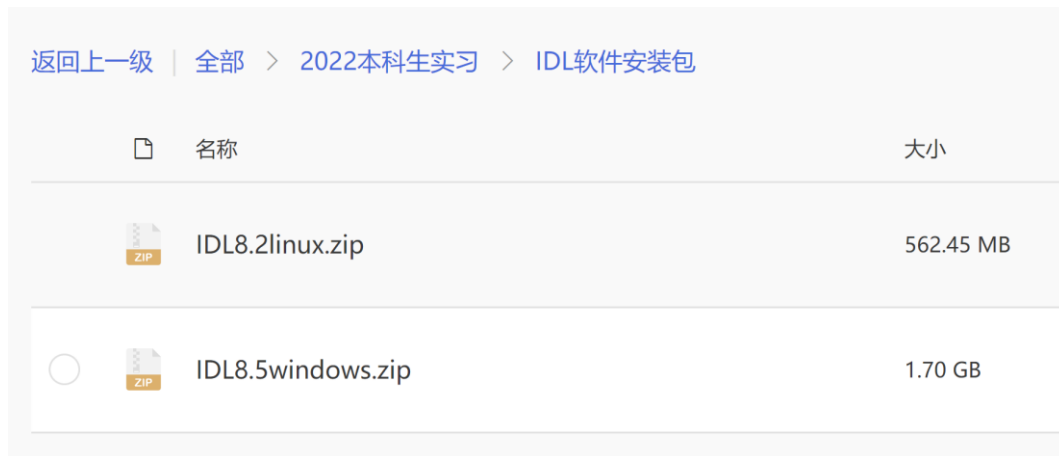 返回上一级 | 全部 > 2022本科生实习 > IDL软件安装包
名称 大小
ZIP IDL8.2linux.zip 562.45 MB
ZIP IDL8.5windows.zip 1.70 GB